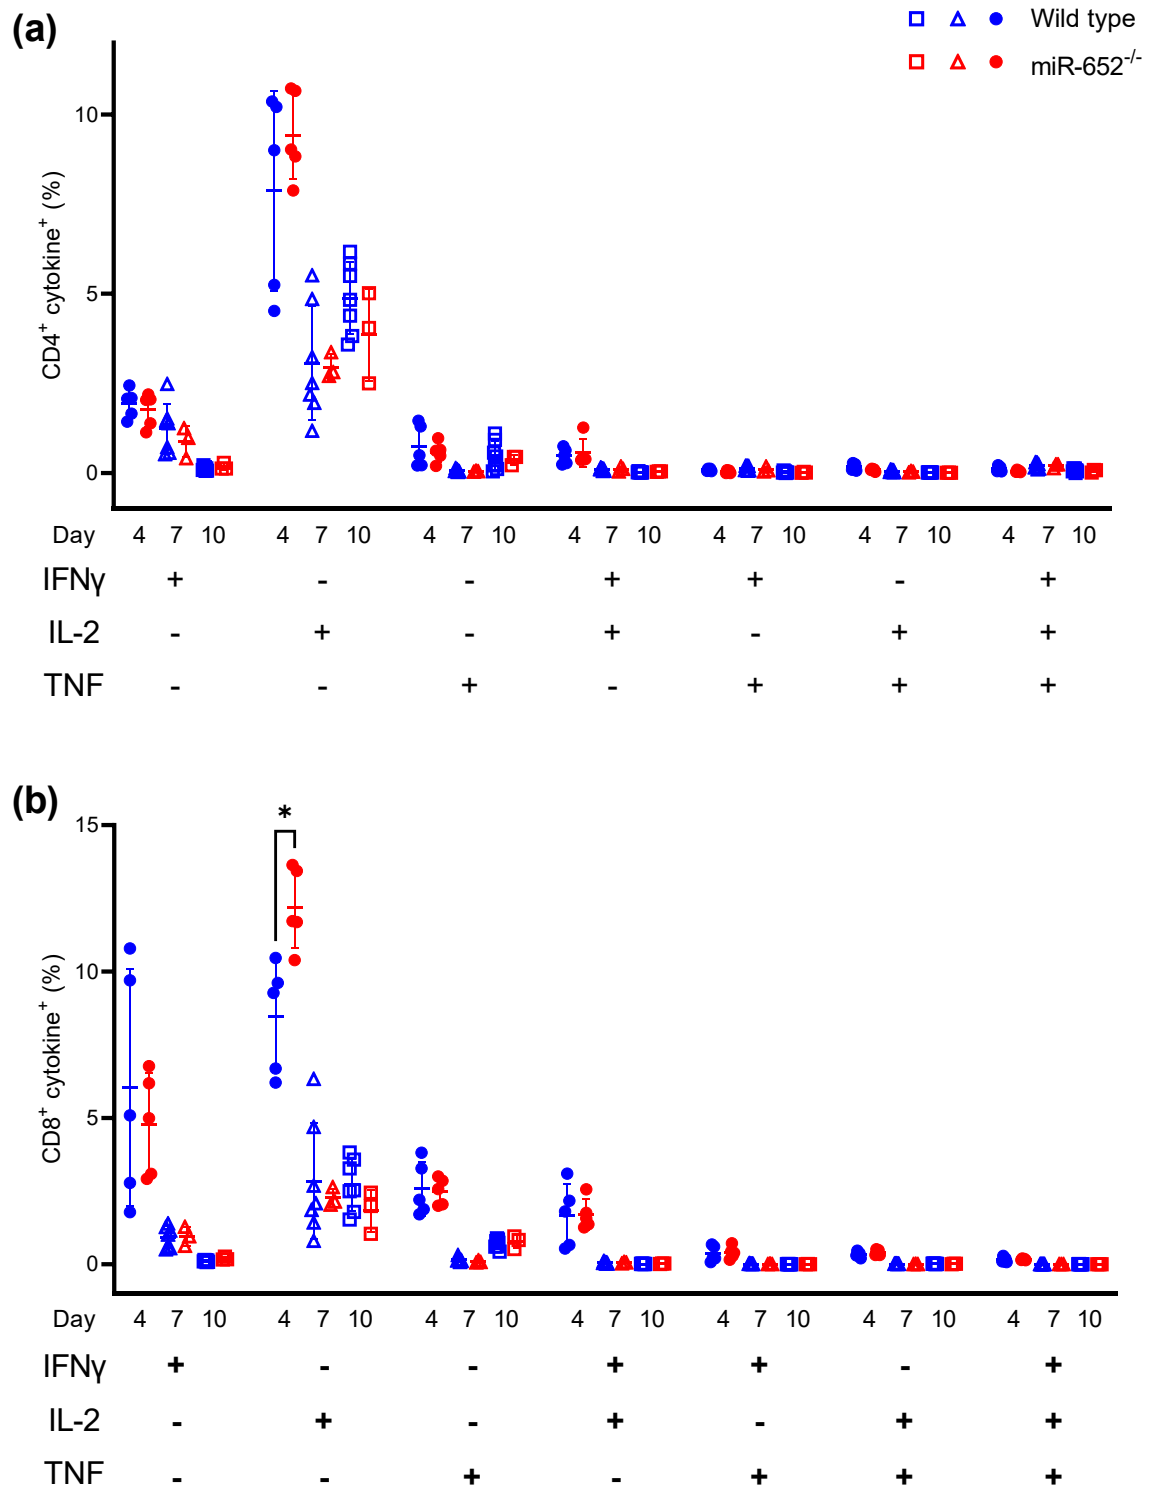 (a)
Wild type
miR-652-/-
CD4+ cytokine+ (%)
10
5
0
Day 4 7 10 4 7 10 4 7 10 4 7 10 4 7 10 4 7 10 4 7 10
IFNγ + - - + + - +
IL-2 - + - + - + +
TNF - - + - + + +
(b)
*
CD8+ cytokine+ (%)
15
10
5
0
Day 4 7 10 4 7 10 4 7 10 4 7 10 4 7 10 4 7 10 4 7 10
IFNγ + - - + + - +
IL-2 - + - + - + +
TNF - - + - + + +